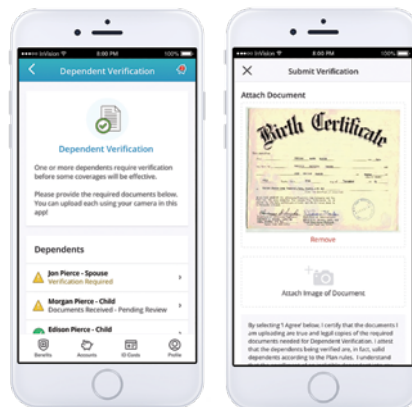 InVision
8:00 PM
100%
Dependent Verification
Dependent Verification
One or more dependents require verification
before some coverages will be effective.
Please provide the required documents below.
You can upload each using your camera in this
app!
Dependents
Jon Pierce - Spouse
Verification Required
Morgan Pierce - Child
Documents Received - Pending Review
Edison Pierce - Child
Benefits
Accounts
ID Cards
Profile
InVision
8:00 PM
100%
Submit Verification
Attach Document
Birth Certificate
Remove
Attach Image of Document
By selecting 'I Agree' below, I certify that the documents I
am uploading are true and legal copies of the required
documents needed for Dependent Verification. I attest
that the dependents being verified are, in fact, valid
dependents according to the Plan rules. I understand